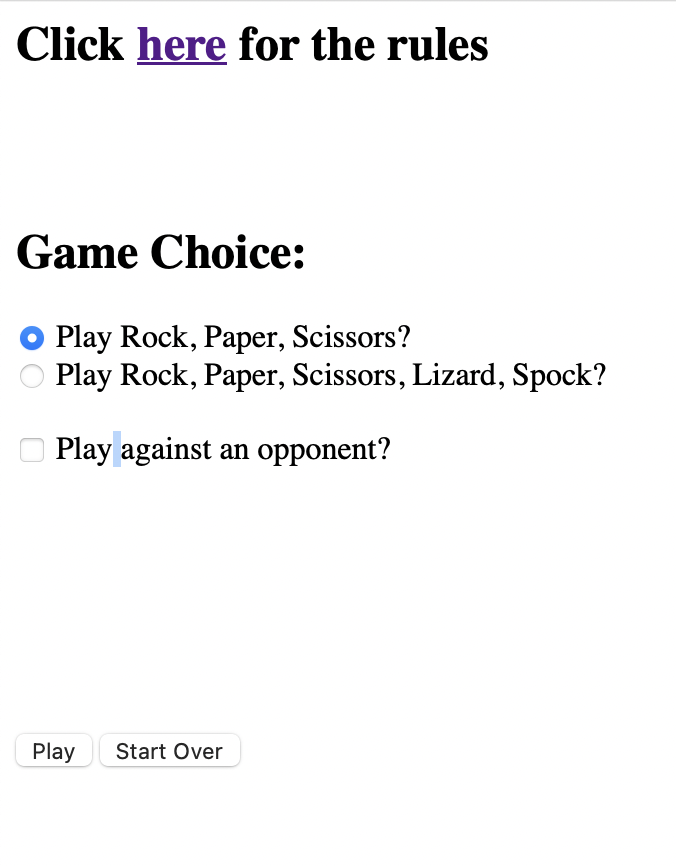 Click here for the rules
Game Choice:
Play Rock, Paper, Scissors?
Play Rock, Paper, Scissors, Lizard, Spock?
Play against an opponent?
Play Start Over